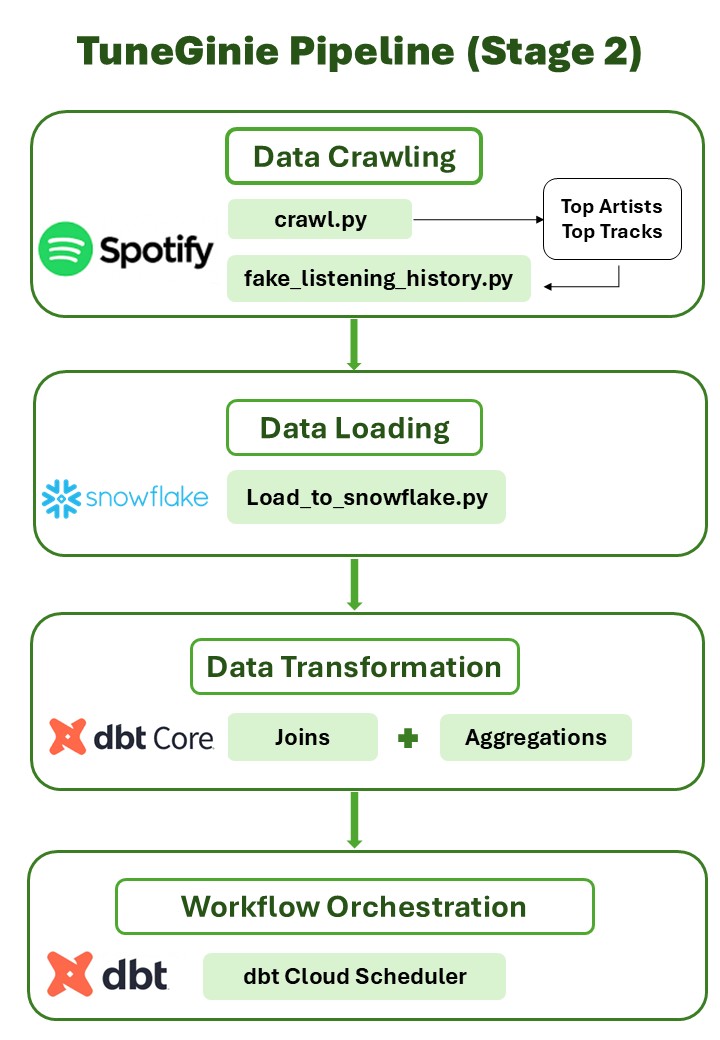 TuneGinie Pipeline (Stage 2)
Data Crawling
Spotify
crawl.py
Top Artists
Top Tracks
fake_listening_history.py
Data Loading
snowflake
Load_to_snowflake.py
Data Transformation
dbt Core
Joins
+
Aggregations
Workflow Orchestration
dbt
dbt Cloud Scheduler